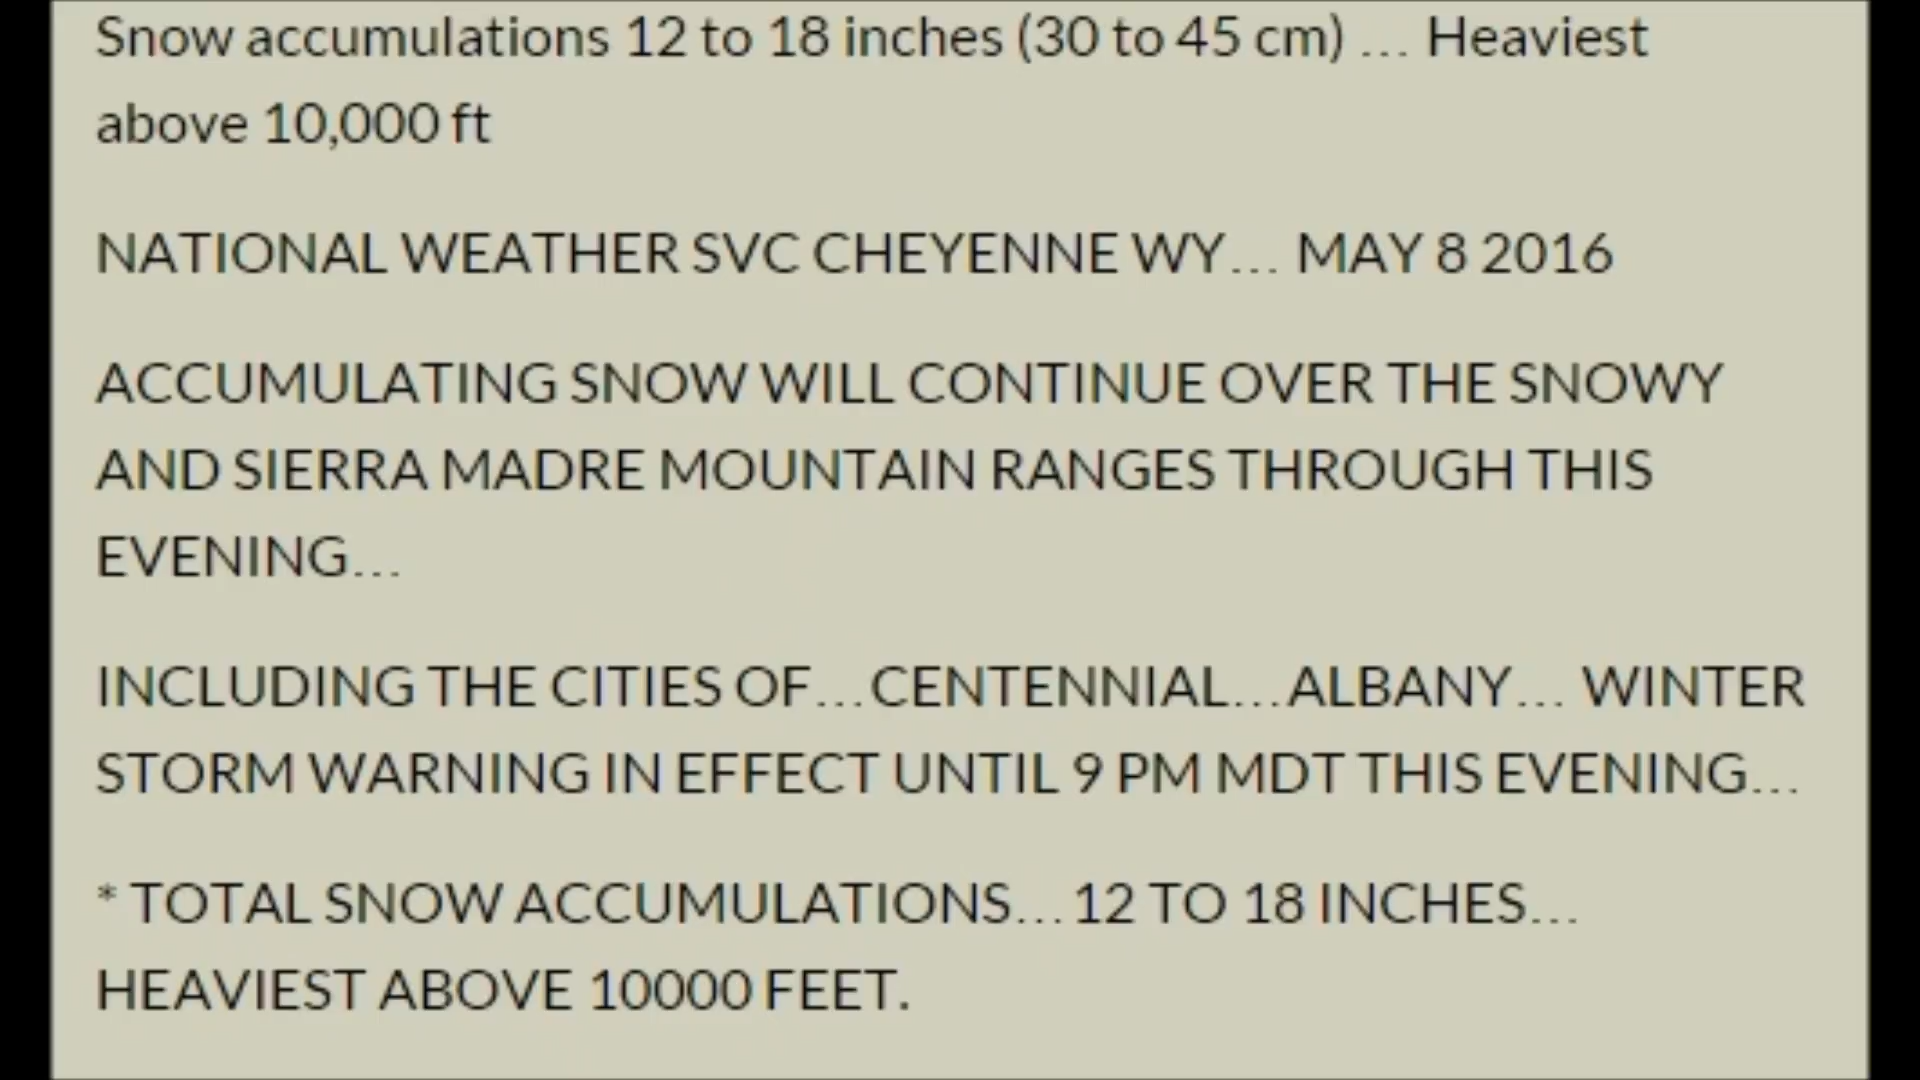 Snow accumulations 12 to 18 inches (30 to 45 cm) … Heaviest
above 10,000 ft
NATIONAL WEATHER SVC CHEYENNE WY… MAY 8 2016
ACCUMULATING SNOW WILL CONTINUE OVER THE SNOWY
AND SIERRA MADRE MOUNTAIN RANGES THROUGH THIS
EVENING…
INCLUDING THE CITIES OF…CENTENNIAL…ALBANY… WINTER
STORM WARNING IN EFFECT UNTIL 9 PM MDT THIS EVENING…
* TOTAL SNOW ACCUMULATIONS…12 TO 18 INCHES…
HEAVIEST ABOVE 10000 FEET.